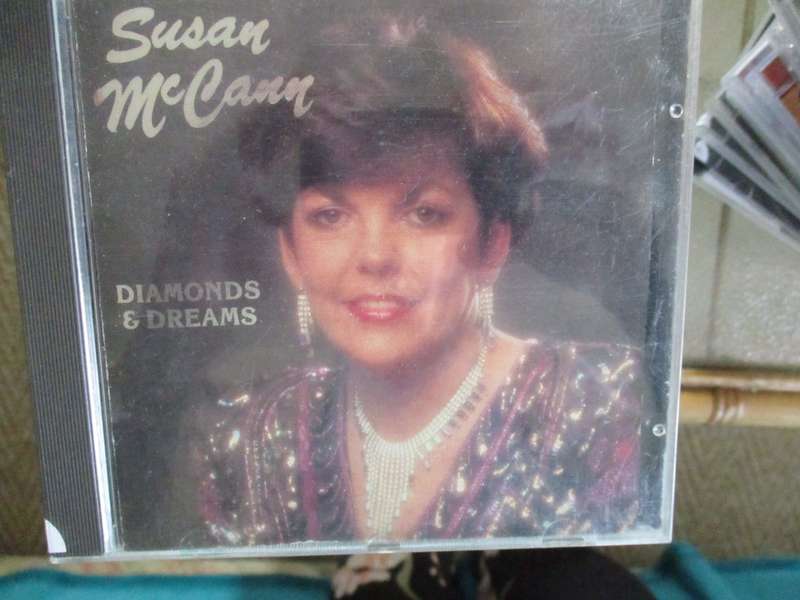 Susan
McCann
DIAMONDS
& DREAMS